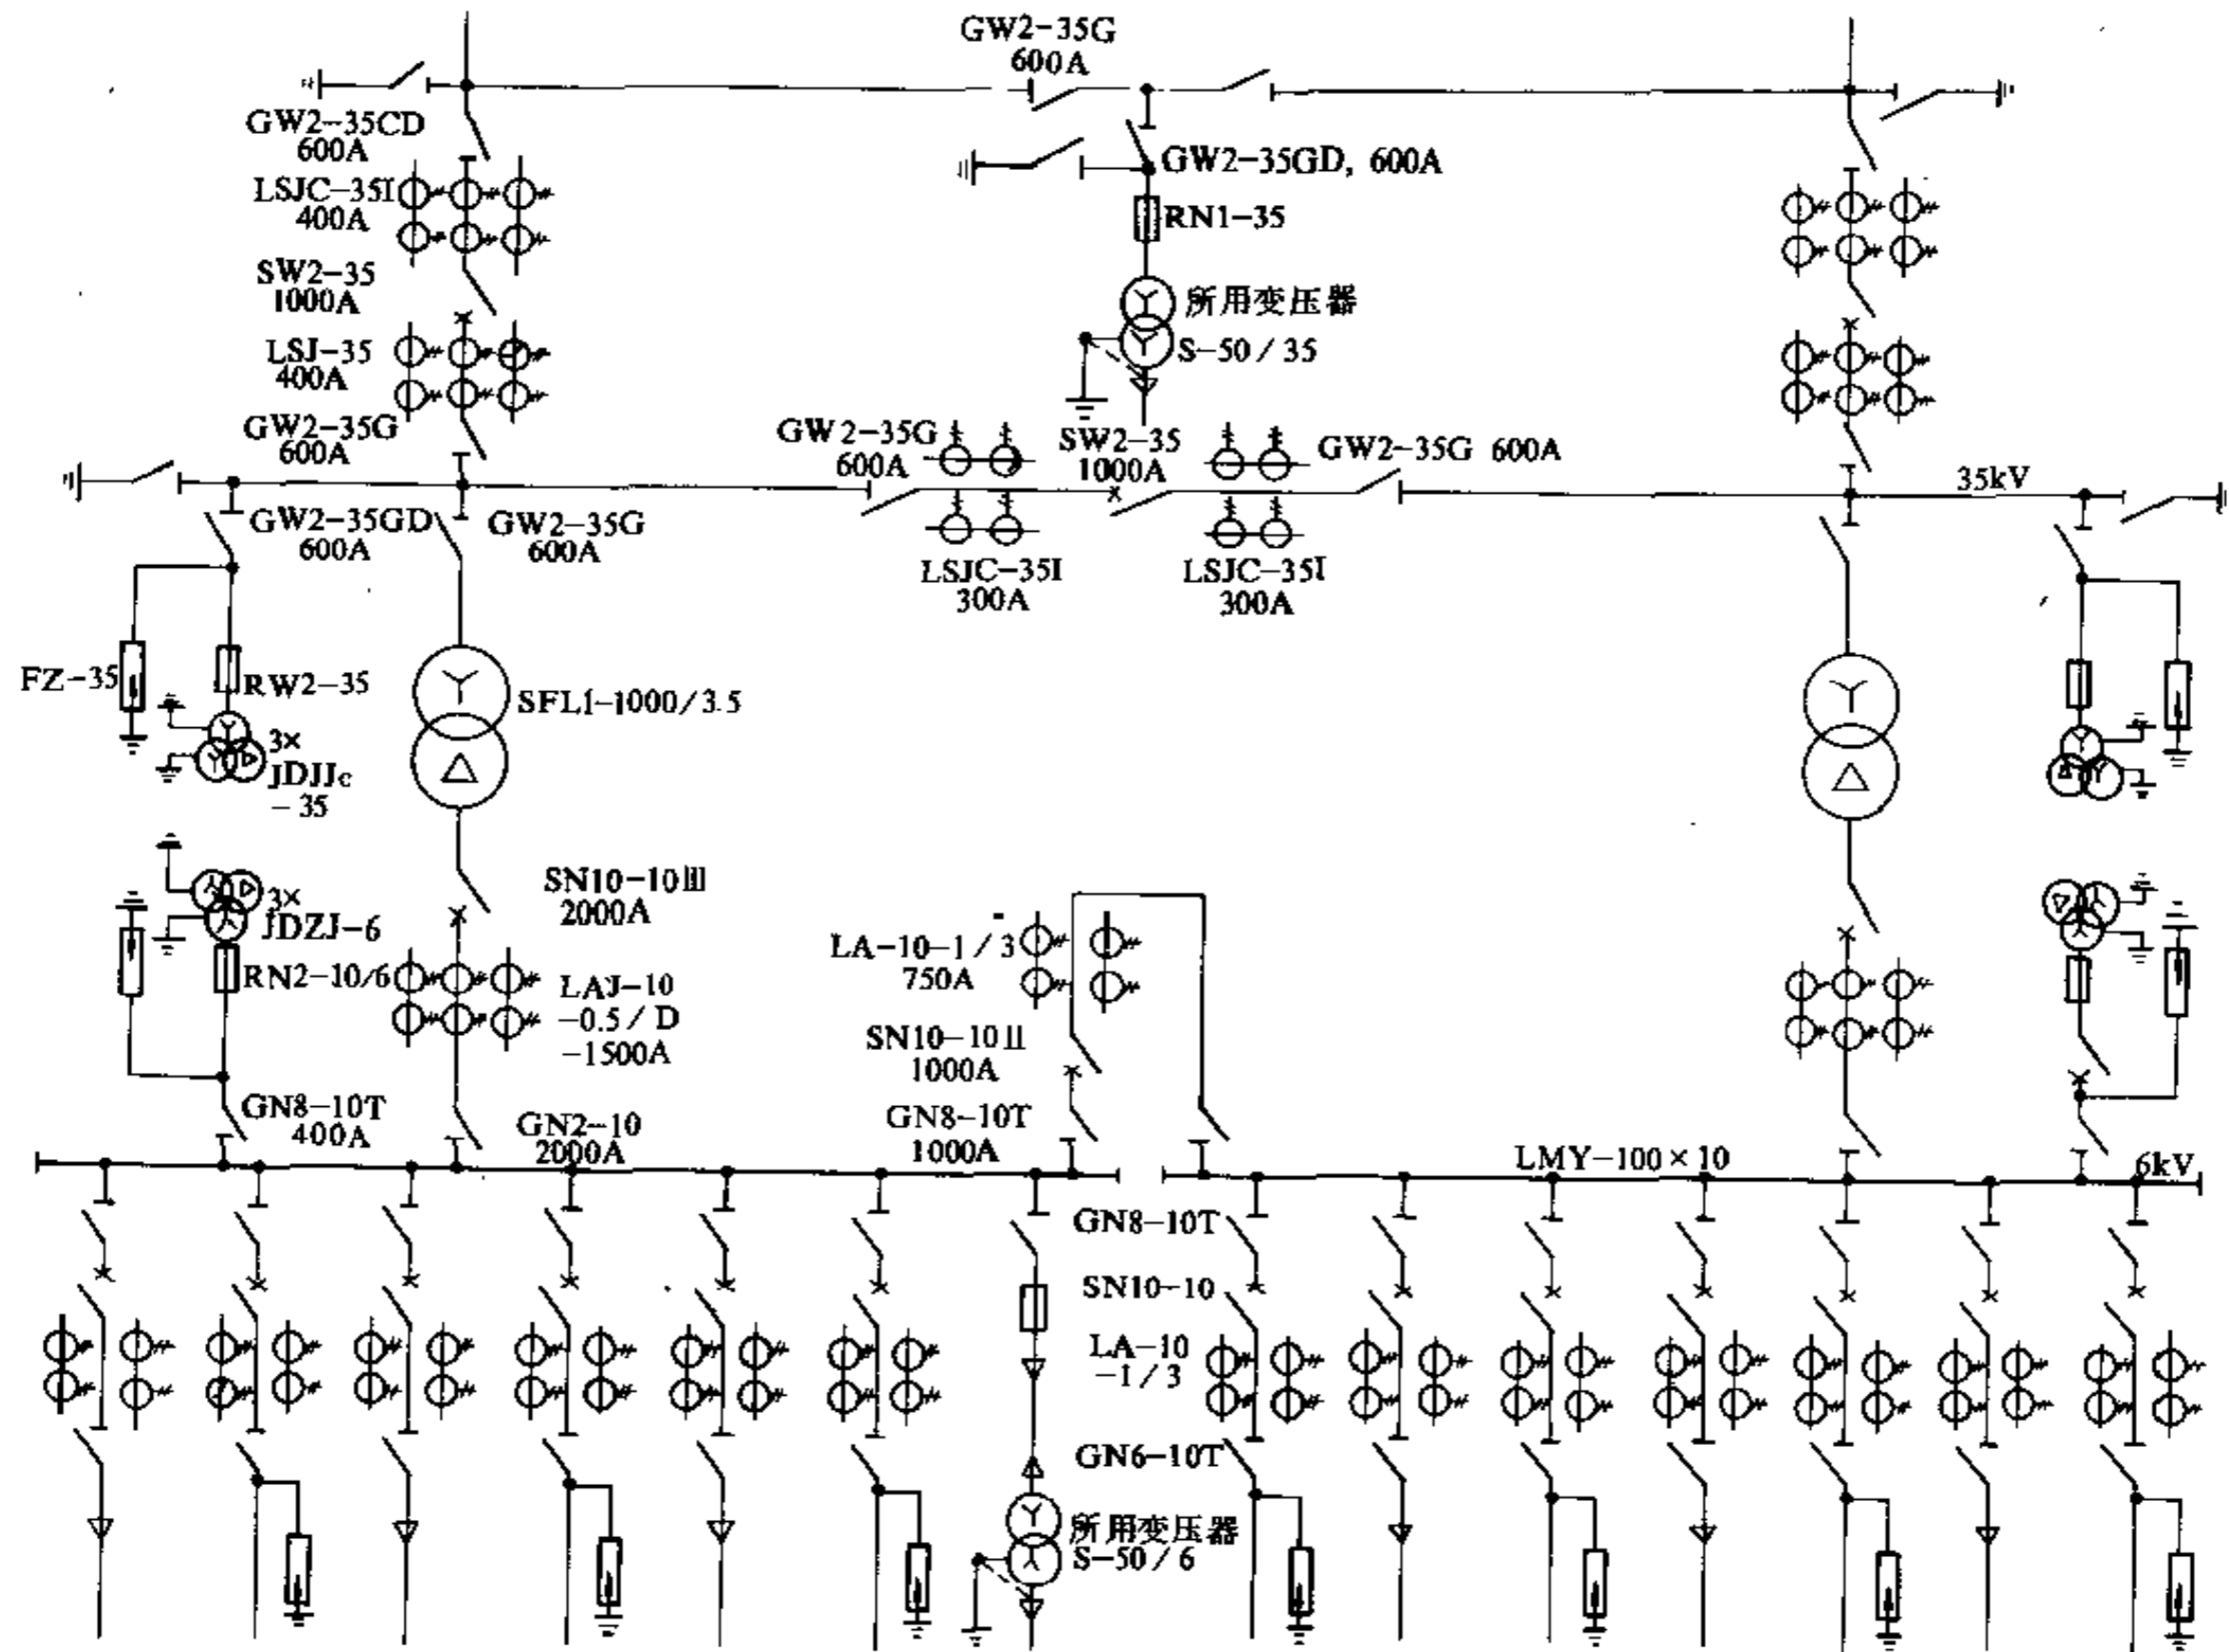 GW2-35G
600A
GW2-35CD
600A
GW2-35GD, 600A
LSJC-35I
400A
RN1-35
SW2-35
1000A
所用变压器
S-50/35
LSJ-35
400A
GW2-35G
600A
GW2-35G
600A
SW2-35
1000A
GW2-35G 600A
35kV
GW2-35GD
600A
GW2-35G
600A
LSJC-35I
300A
LSJC-35I
300A
FZ-35
RW2-35
SFL1-1000/3.5
3×
JDJJc
-35
SN10-10Ⅲ
2000A
3×
JDZJ-6
LA-10-1/3
750A
RN2-10/6
LAJ-10
-0.5/D
-1500A
SN10-10Ⅱ
1000A
GN8-10T
400A
GN2-10
2000A
GN8-10T
1000A
LMY-100×10
6kV
GN8-10T
SN10-10
LA-10
-1/3
GN6-10T
所用变压器
S-50/6